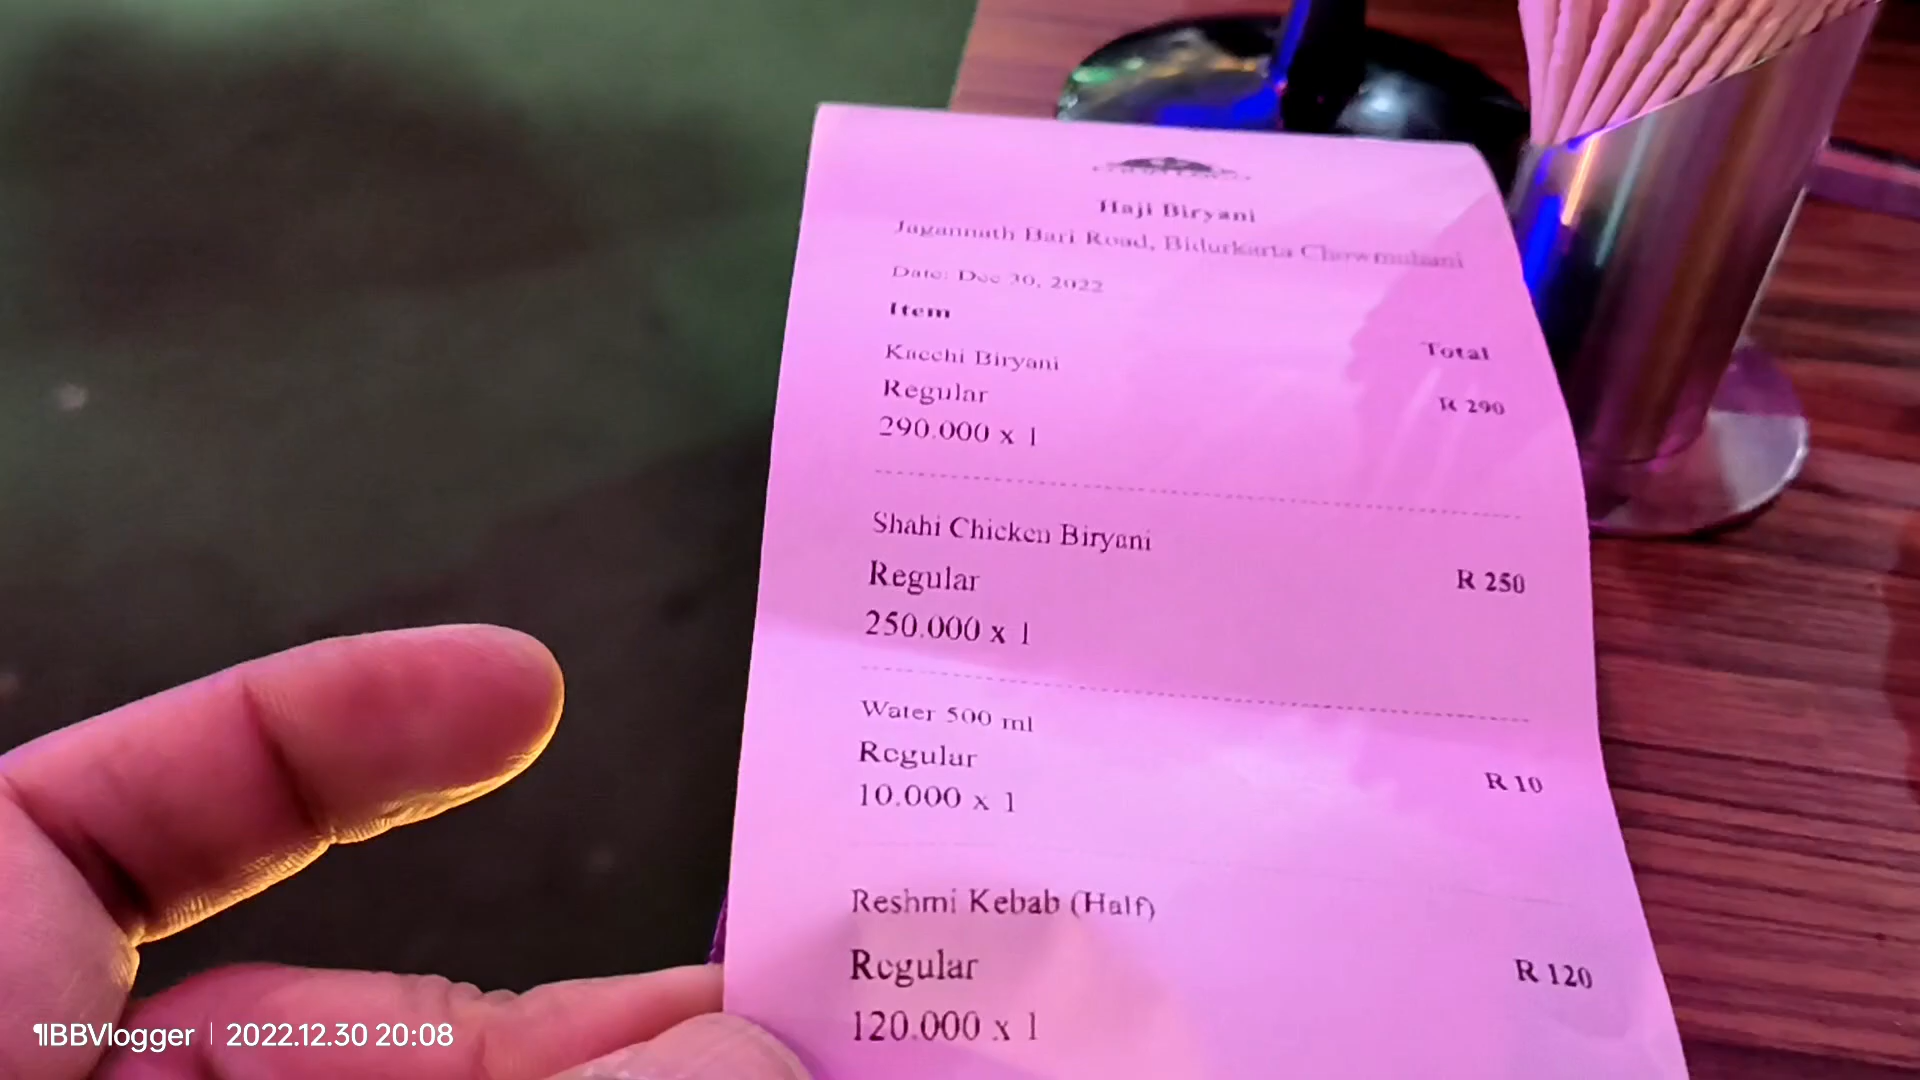 Haji Biryani
Jagannath Bari Road, Bidurkarta Chowmuhani
Date: Dec 30, 2022
Item
Total
Kacchi Biryani
Regular
R 290
290.000 x 1
Shahi Chicken Biryani
Regular
R 250
250.000 x 1
Water 500 ml
Regular
R 10
10.000 x 1
Reshmi Kebab (Half)
Regular
R 120
120.000 x 1
¶BBVlogger | 2022.12.30 20:08